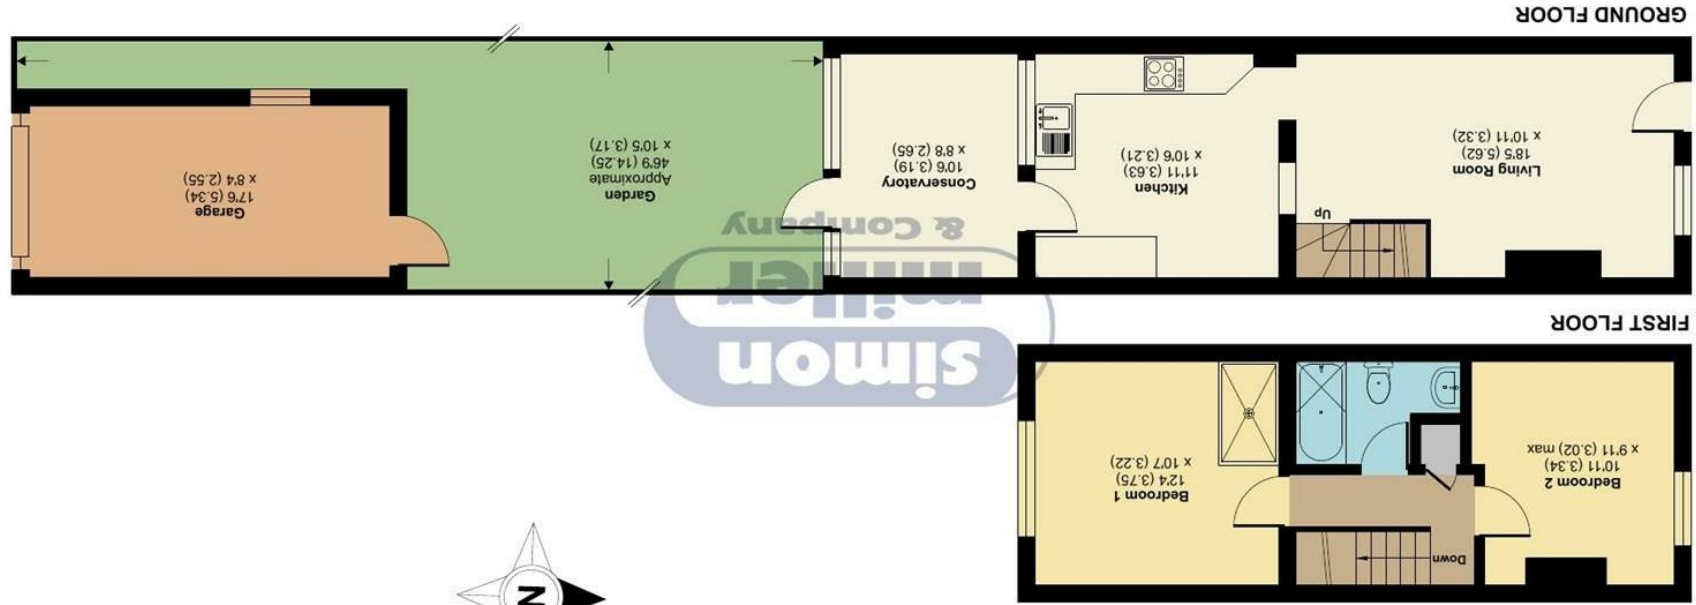 N
Down
Bedroom 2
10'11 (3.34)
x 9'11 (3.02) max
Bedroom 1
12'4 (3.75)
x 10'7 (3.22)
FIRST FLOOR
simon
miller
& Company
Up
Living Room
18'5 (5.62)
x 10'11 (3.32)
Kitchen
11'11 (3.63)
x 10'6 (3.21)
Conservatory
10'6 (3.19)
x 8'8 (2.65)
Garden
Approximate
46'9 (14.25)
x 10'5 (3.17)
Garage
17'6 (5.34)
x 8'4 (2.55)
GROUND FLOOR